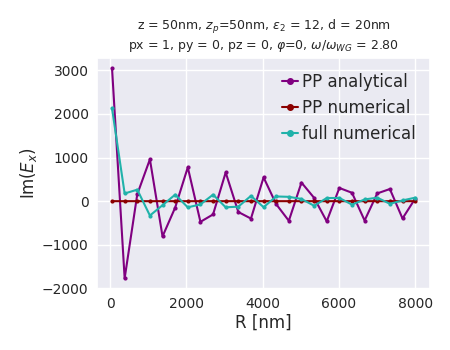 z = 50nm, z_p=50nm, ε₂ = 12, d = 20nm
px = 1, py = 0, pz = 0, φ=0, ω/ω_WG = 2.80
3000
2000
1000
0
−1000
−2000
Im(E_x)
PP analytical
PP numerical
full numerical
0 2000 4000 6000 8000
R [nm]